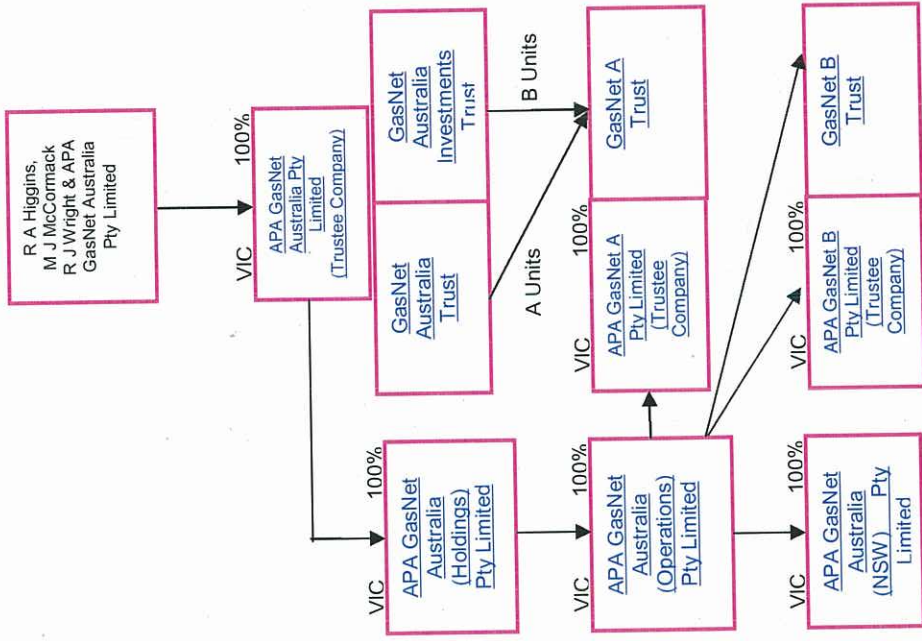 R A Higgins,
M J McCormack
R J Wright & APA
GasNet Australia
Pty Limited
VIC
100%
APA GasNet
Australia Pty
Limited
(Trustee Company)
GasNet
Australia
Trust
GasNet
Australia
Investments
Trust
A Units
B Units
VIC
100%
APA GasNet
Australia
(Holdings)
Pty Limited
VIC
100%
APA GasNet
Australia
(Operations)
Pty Limited
VIC
100%
APA GasNet A
Pty Limited
(Trustee
Company)
GasNet A
Trust
VIC
100%
APA GasNet
Australia
(NSW) Pty
Limited
VIC
100%
APA GasNet B
Pty Limited
(Trustee
Company)
GasNet B
Trust